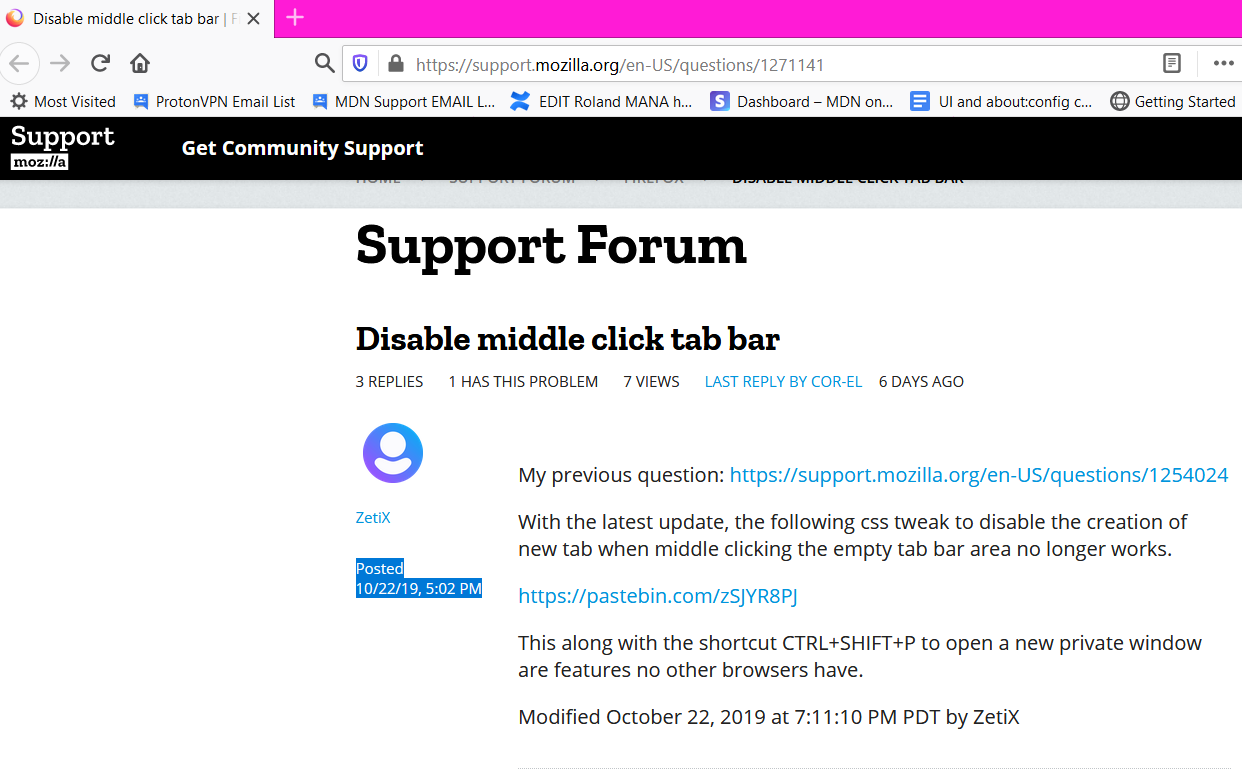 Disable middle click tab bar | F
https://support.mozilla.org/en-US/questions/1271141
Most Visited ProtonVPN Email List MDN Support EMAIL L... EDIT Roland MANA h... Dashboard – MDN on... UI and about:config c... Getting Started
Support
moz://a
Get Community Support
HOME SUPPORT FORUM FIREFOX DISABLE MIDDLE CLICK TAB BAR
Support Forum
Disable middle click tab bar
3 REPLIES 1 HAS THIS PROBLEM 7 VIEWS LAST REPLY BY COR-EL 6 DAYS AGO
ZetiX
Posted
10/22/19, 5:02 PM
My previous question: https://support.mozilla.org/en-US/questions/1254024
With the latest update, the following css tweak to disable the creation of
new tab when middle clicking the empty tab bar area no longer works.
https://pastebin.com/zSJYR8PJ
This along with the shortcut CTRL+SHIFT+P to open a new private window
are features no other browsers have.
Modified October 22, 2019 at 7:11:10 PM PDT by ZetiX